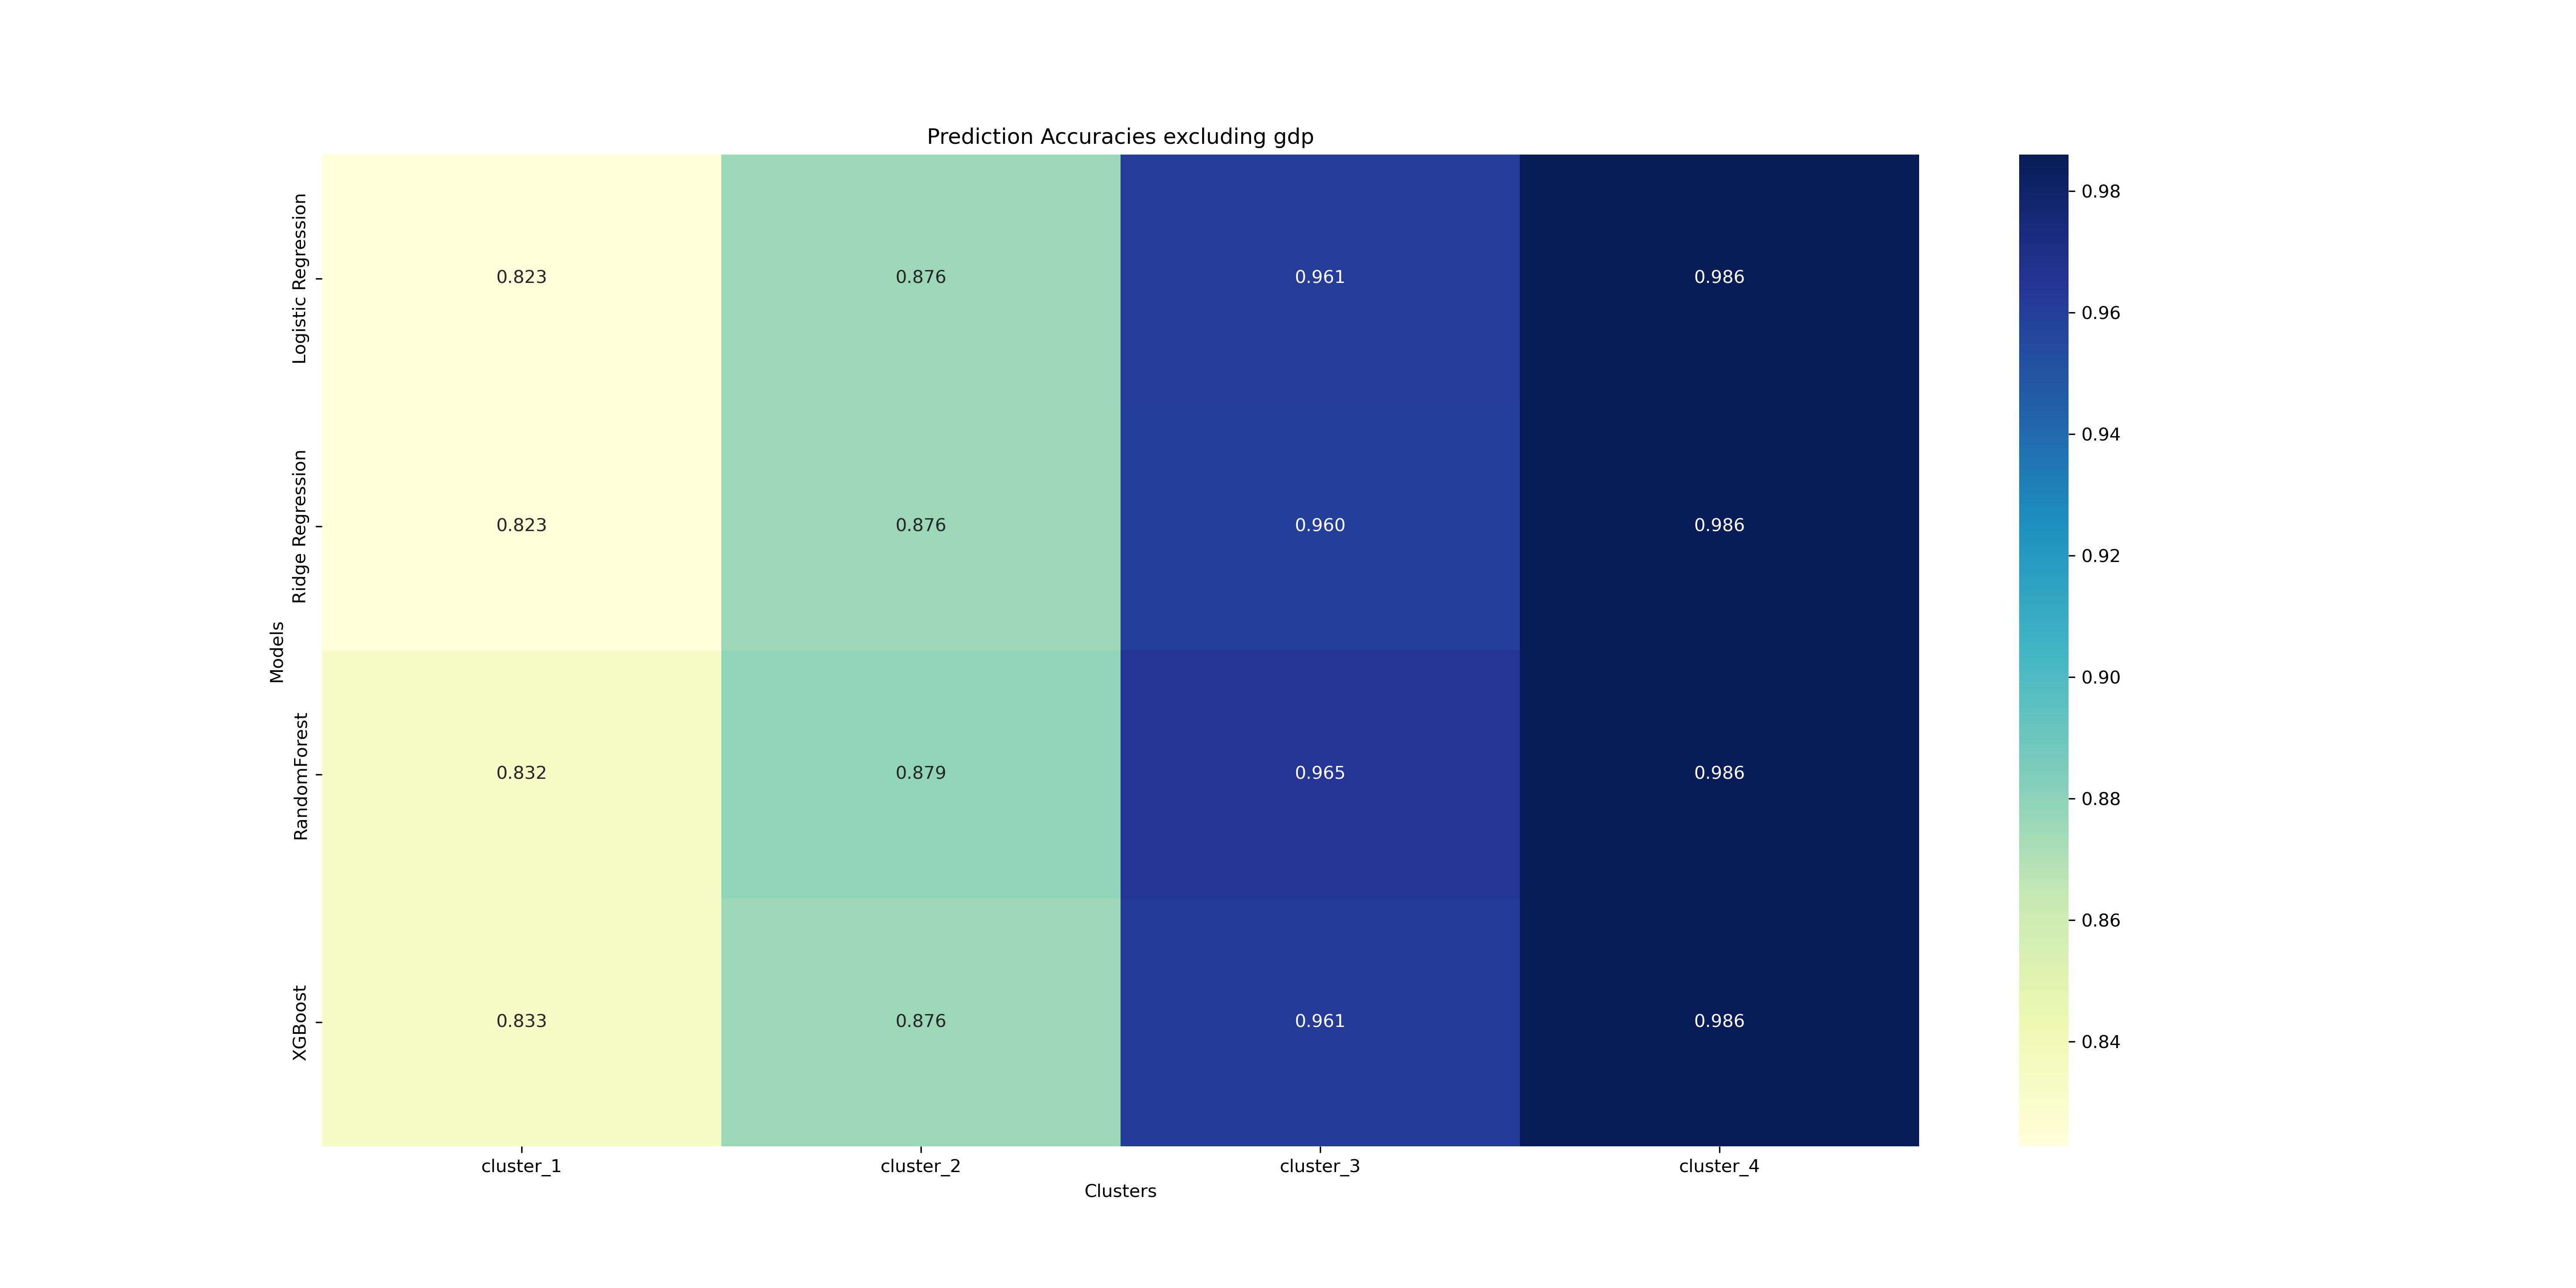 Prediction Accuracies excluding gdp
Models
Logistic Regression
0.823 0.876 0.961 0.986
Ridge Regression
0.823 0.876 0.960 0.986
RandomForest
0.832 0.879 0.965 0.986
XGBoost
0.833 0.876 0.961 0.986
cluster_1 cluster_2 cluster_3 cluster_4
Clusters
0.98
0.96
0.94
0.92
0.90
0.88
0.86
0.84